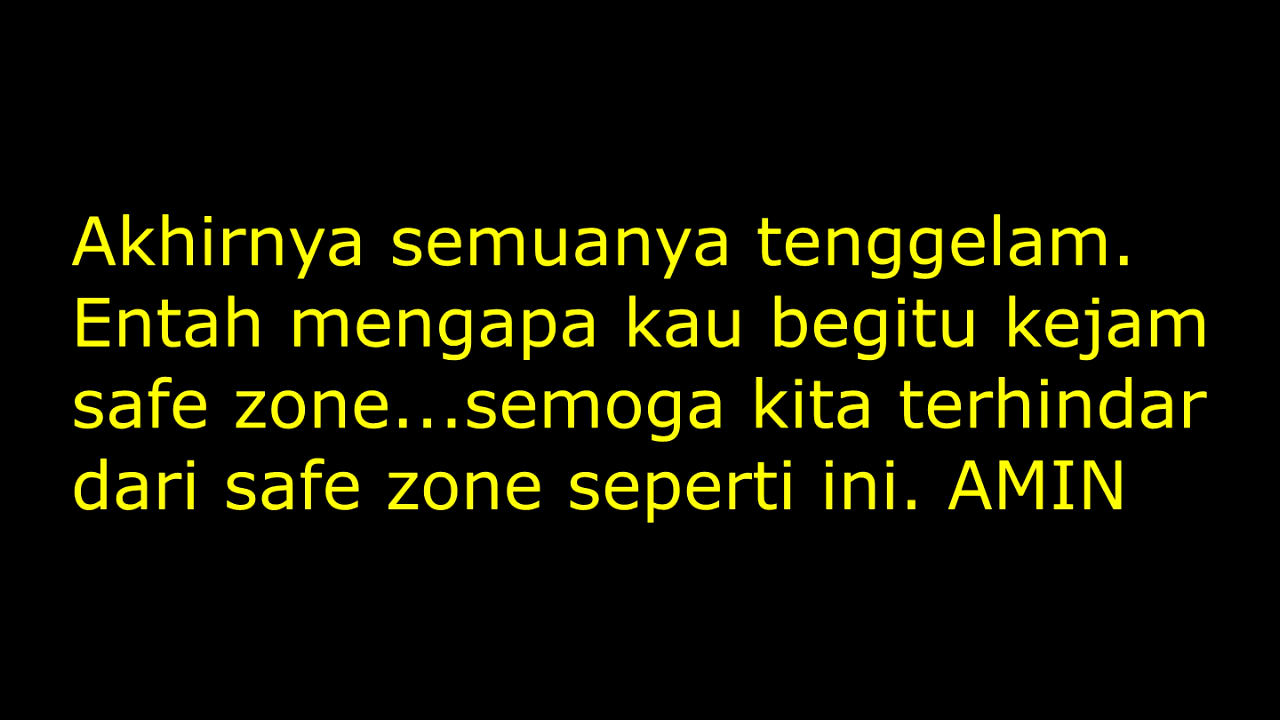 Akhirnya semuanya tenggelam.
Entah mengapa kau begitu kejam
safe zone...semoga kita terhindar
dari safe zone seperti ini. AMIN